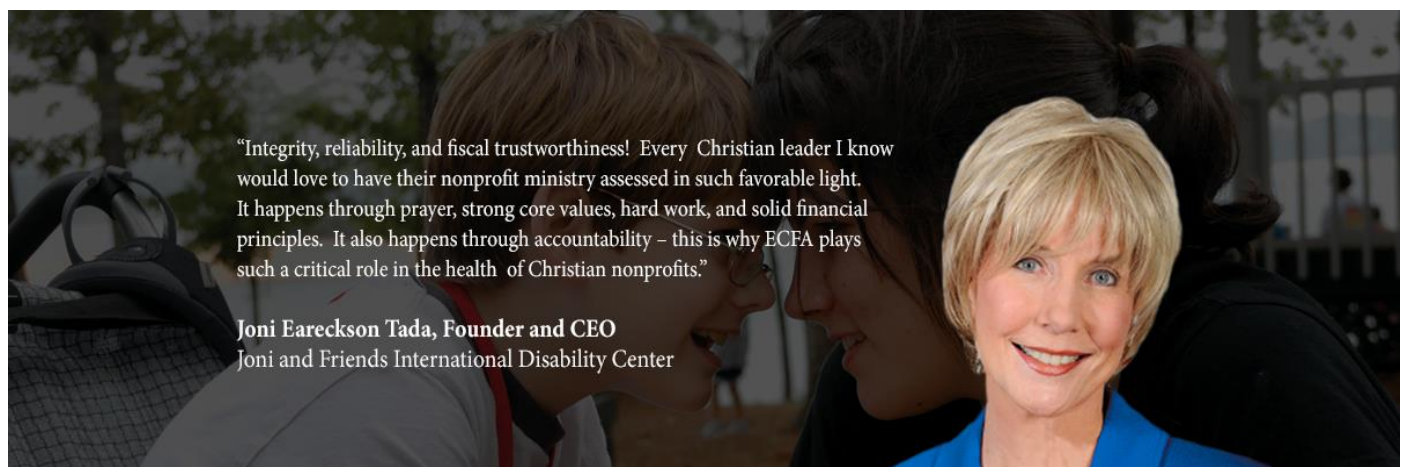 “Integrity, reliability, and fiscal trustworthiness!  Every  Christian leader I know
would love to have their nonprofit ministry assessed in such favorable light.
It happens through prayer, strong core values, hard work, and solid financial
principles.  It also happens through accountability – this is why ECFA plays
such a critical role in the health  of Christian nonprofits.”
Joni Eareckson Tada, Founder and CEO
Joni and Friends International Disability Center